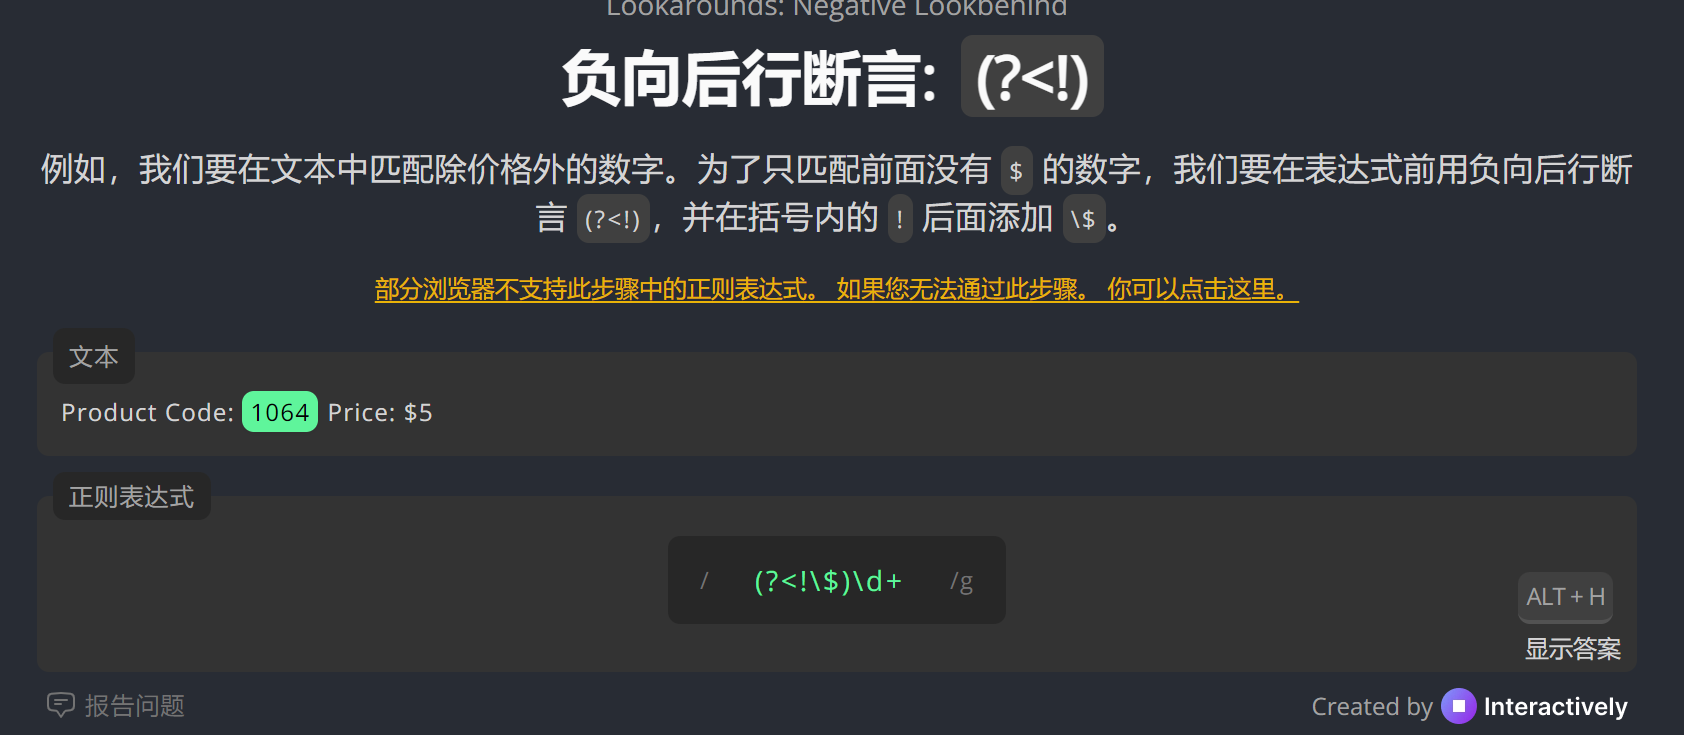 Lookarounds: Negative Lookbehind
负向后行断言: (?<!)
例如，我们要在文本中匹配除价格外的数字。为了只匹配前面没有 $ 的数字，我们要在表达式前用负向后行断
言 (?<!)，并在括号内的 ! 后面添加 \$。
部分浏览器不支持此步骤中的正则表达式。 如果您无法通过此步骤。 你可以点击这里。
文本
Product Code: 1064 Price: $5
正则表达式
/ (?<!\$)\d+ /g
ALT + H
显示答案
报告问题
Created by Interactively